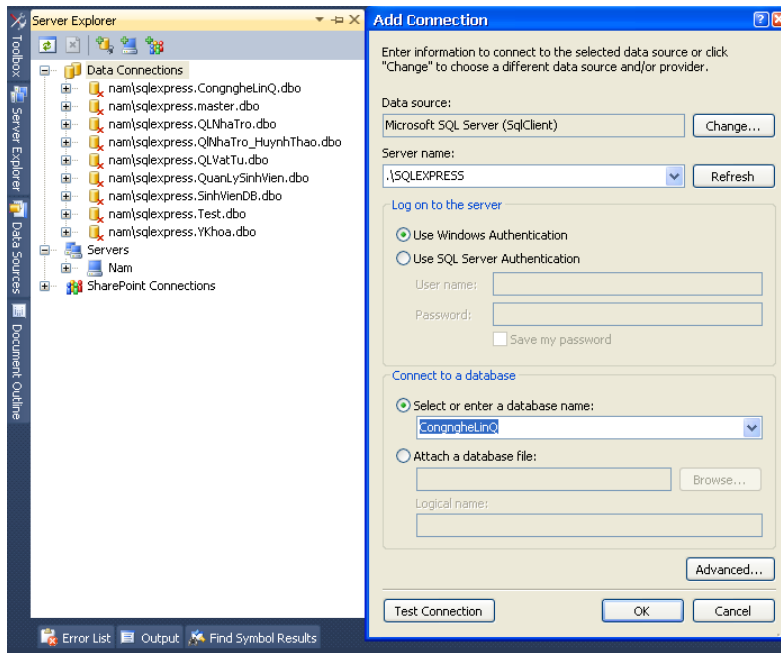 Toolbox
Server Explorer
Data Sources
Document Outline
Server Explorer
Data Connections
nam\sqlexpress.CongngheLinQ.dbo
nam\sqlexpress.master.dbo
nam\sqlexpress.QLNhaTro.dbo
nam\sqlexpress.QlNhaTro_HuynhThao.dbo
nam\sqlexpress.QLVatTu.dbo
nam\sqlexpress.QuanLySinhVien.dbo
nam\sqlexpress.SinhVienDB.dbo
nam\sqlexpress.Test.dbo
nam\sqlexpress.YKhoa.dbo
Servers
Nam
SharePoint Connections
Error List
Output
Find Symbol Results
Add Connection
Enter information to connect to the selected data source or click
"Change" to choose a different data source and/or provider.
Data source:
Microsoft SQL Server (SqlClient)
Change...
Server name:
.\SQLEXPRESS
Refresh
Log on to the server
Use Windows Authentication
Use SQL Server Authentication
User name:
Password:
Save my password
Connect to a database
Select or enter a database name:
CongngheLinQ
Attach a database file:
Browse...
Logical name:
Advanced...
Test Connection
OK
Cancel